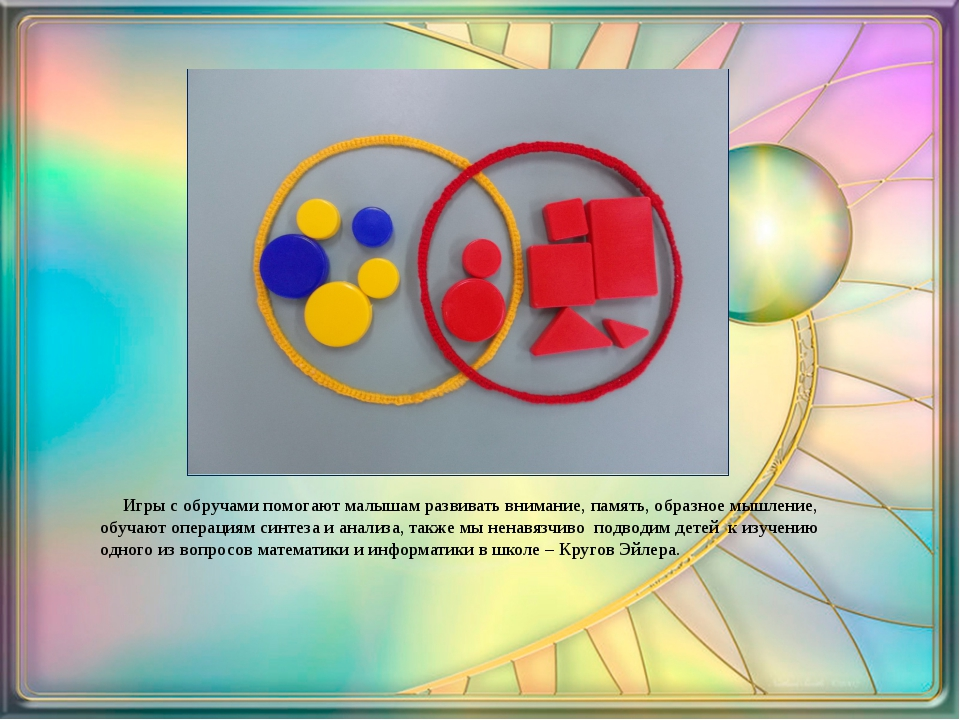 Игры с обручами помогают малышам развивать внимание, память, образное мышление,
обучают операциям синтеза и анализа, также мы ненавязчиво подводим детей к изучению
одного из вопросов математики и информатики в школе – Кругов Эйлера.